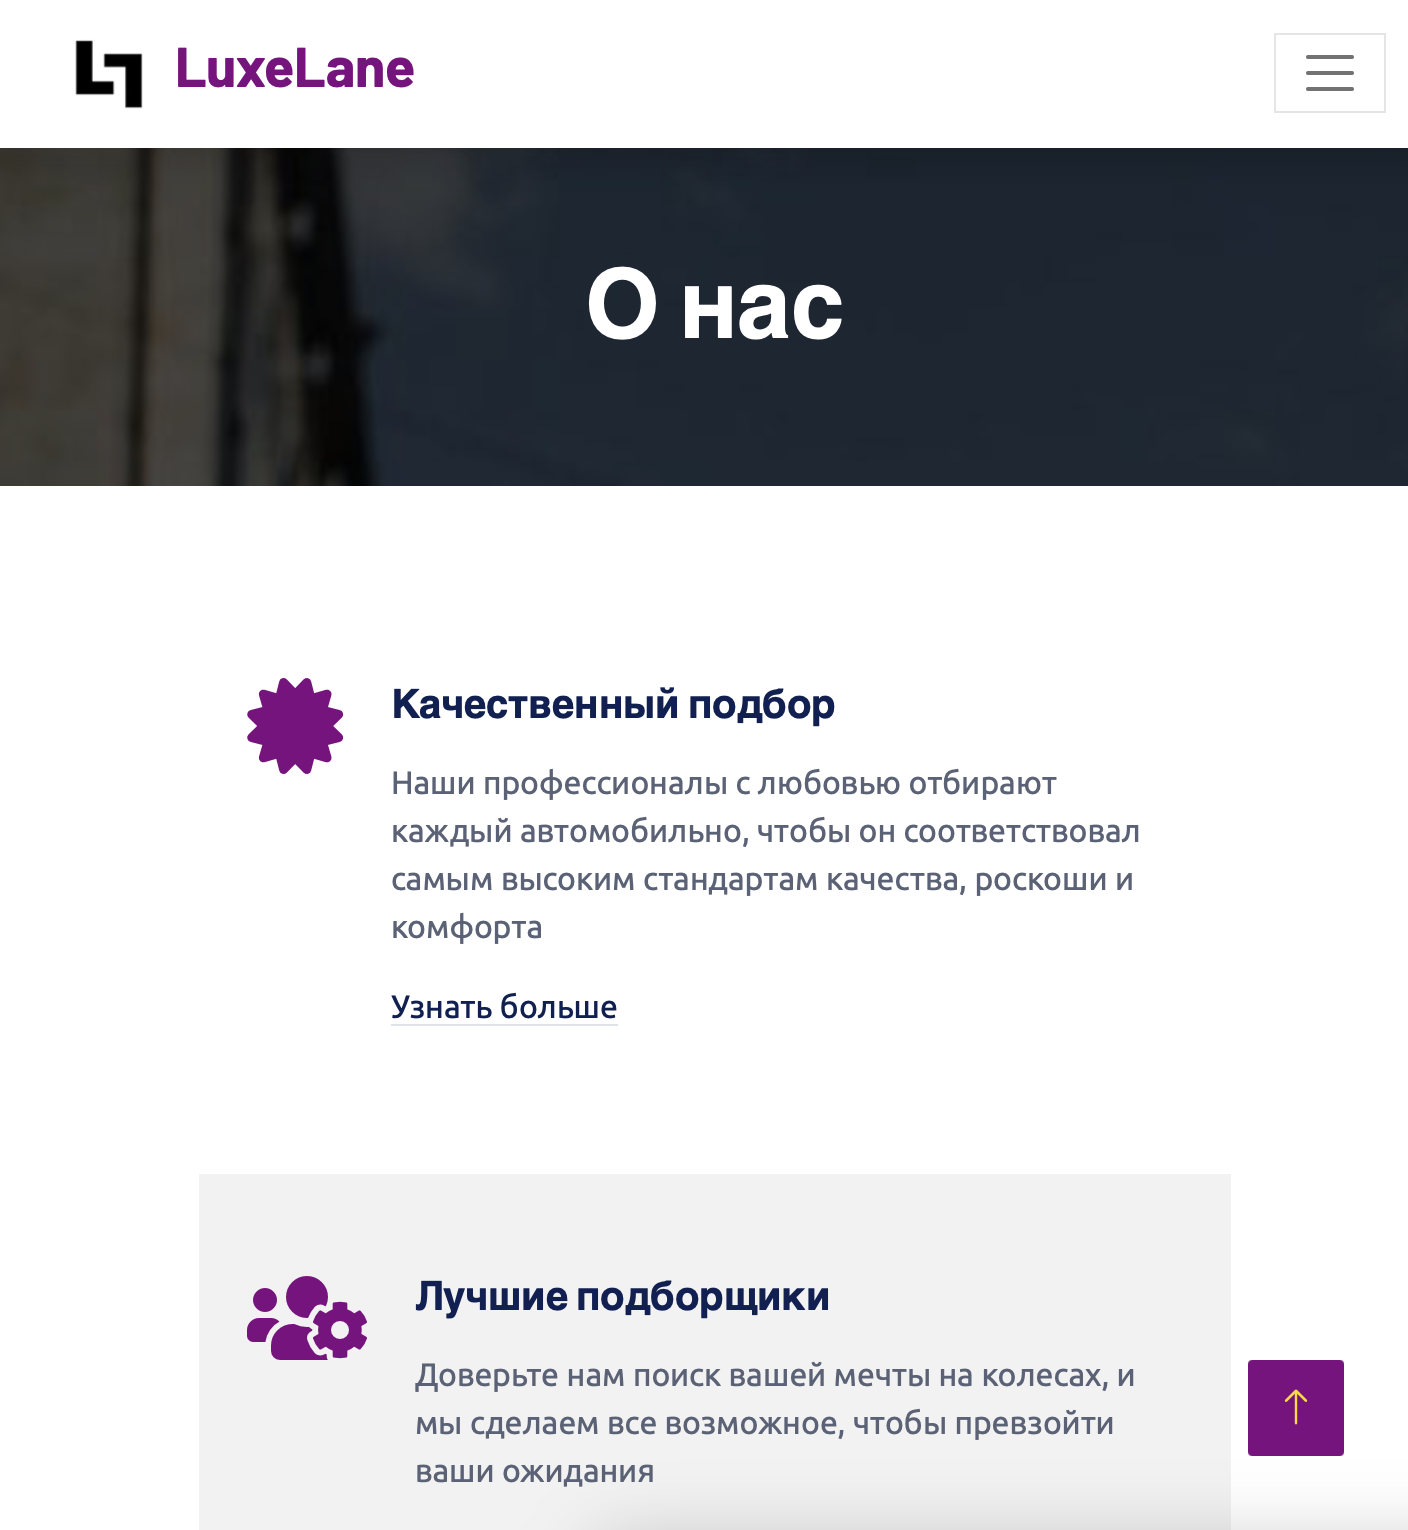 LuxeLane
О нас
Качественный подбор
Наши профессионалы с любовью отбирают
каждый автомобильно, чтобы он соответствовал
самым высоким стандартам качества, роскоши и
комфорта
Узнать больше
Лучшие подборщики
Доверьте нам поиск вашей мечты на колесах, и
мы сделаем все возможное, чтобы превзойти
ваши ожидания